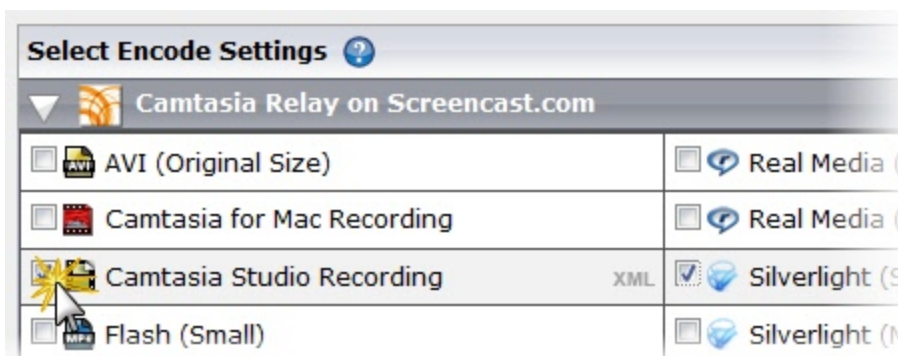 Select Encode Settings
Camtasia Relay on Screencast.com
AVI (Original Size)
Real Media (
Camtasia for Mac Recording
Real Media (
Camtasia Studio Recording XML
Silverlight (S
Flash (Small)
Silverlight (M